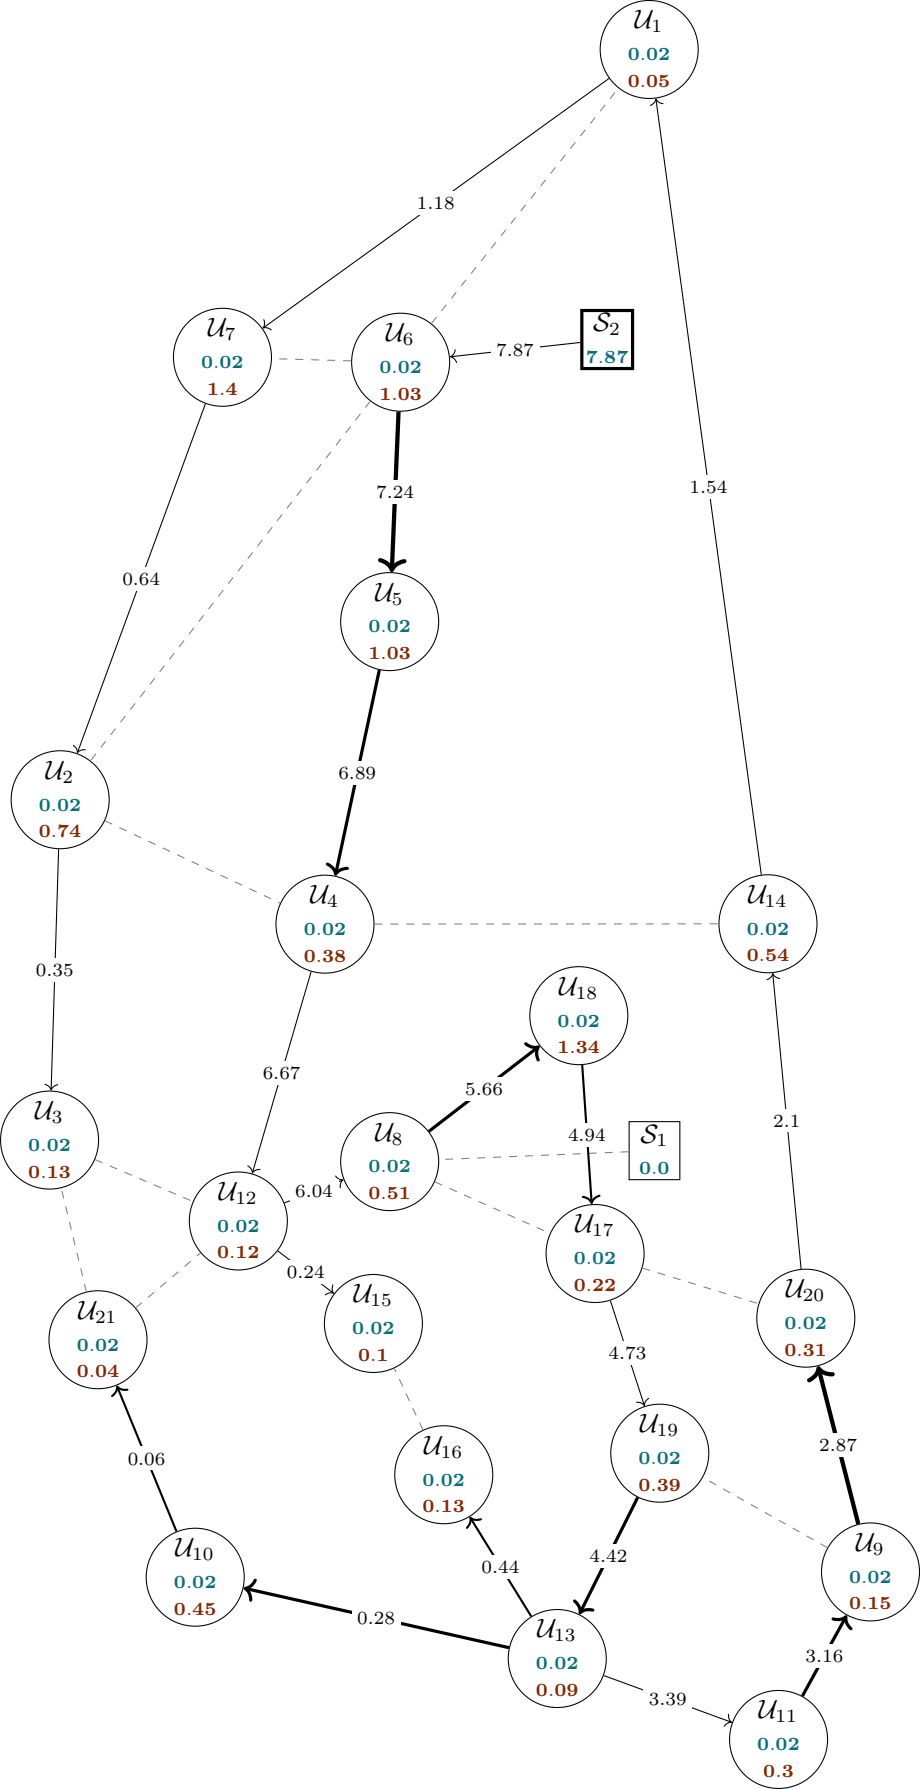 𝒰₁
0.02
0.05
1.18
𝒰₇
0.02
1.4
𝒰₆
0.02
1.03
7.87
𝒮₂
7.87
1.54
7.24
0.64
𝒰₅
0.02
1.03
6.89
𝒰₂
0.02
0.74
𝒰₄
0.02
0.38
𝒰₁₄
0.02
0.54
0.35
𝒰₁₈
0.02
1.34
6.67
5.66
4.94
2.1
𝒰₃
0.02
0.13
𝒰₈
0.02
0.51
𝒮₁
0.0
𝒰₁₂
0.02
0.12
6.04
𝒰₁₇
0.02
0.22
0.24
𝒰₂₁
0.02
0.04
𝒰₁₅
0.02
0.1
𝒰₂₀
0.02
0.31
4.73
0.06
𝒰₁₆
0.02
0.13
𝒰₁₉
0.02
0.39
2.87
𝒰₁₀
0.02
0.45
0.44
4.42
𝒰₉
0.02
0.15
0.28
𝒰₁₃
0.02
0.09
3.16
3.39
𝒰₁₁
0.02
0.3